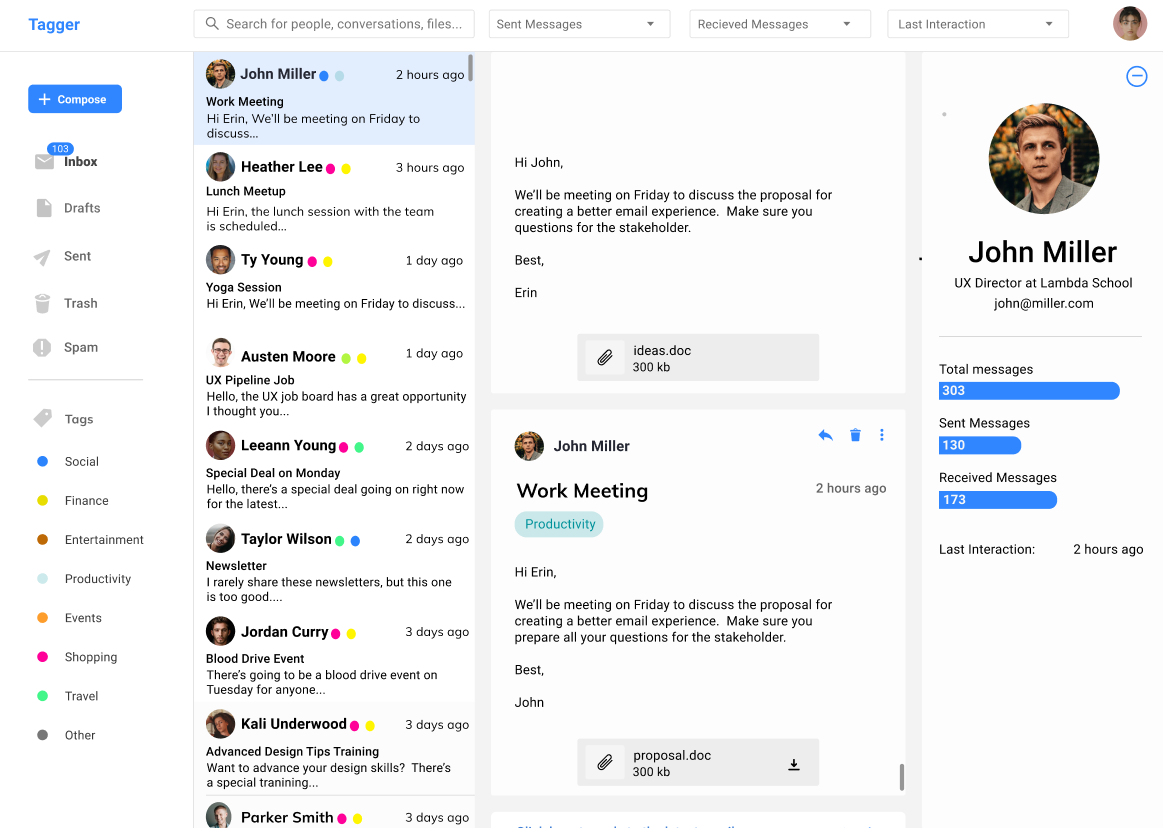 Tagger
Search for people, conversations, files...
Sent Messages
Recieved Messages
Last Interaction
Compose
103
Inbox
Drafts
Sent
Trash
Spam
Tags
Social
Finance
Entertainment
Productivity
Events
Shopping
Travel
Other
John Miller
2 hours ago
Work Meeting
Hi Erin, We'll be meeting on Friday to
discuss...
Heather Lee
3 hours ago
Lunch Meetup
Hi Erin, the lunch session with the team
is scheduled...
Ty Young
1 day ago
Yoga Session
Hi Erin, We'll be meeting on Friday to discuss...
Austen Moore
1 day ago
UX Pipeline Job
Hello, the UX job board has a great opportunity
I thought you...
Leeann Young
2 days ago
Special Deal on Monday
Hello, there's a special deal going on right now
for the latest...
Taylor Wilson
2 days ago
Newsletter
I rarely share these newsletters, but this one
is too good....
Jordan Curry
3 days ago
Blood Drive Event
There's going to be a blood drive event on
Tuesday for anyone...
Kali Underwood
3 days ago
Advanced Design Tips Training
Want to advance your design skills?  There's
a special tranining...
Parker Smith
3 days ago
Hi John,
We'll be meeting on Friday to discuss the proposal for
creating a better email experience.  Make sure you
questions for the stakeholder.
Best,
Erin
ideas.doc
300 kb
John Miller
Work Meeting
2 hours ago
Productivity
Hi Erin,
We'll be meeting on Friday to discuss the proposal for
creating a better email experience.  Make sure you
prepare all your questions for the stakeholder.
Best,
John
proposal.doc
300 kb
John Miller
UX Director at Lambda School
john@miller.com
Total messages
303
Sent Messages
130
Received Messages
173
Last Interaction:
2 hours ago